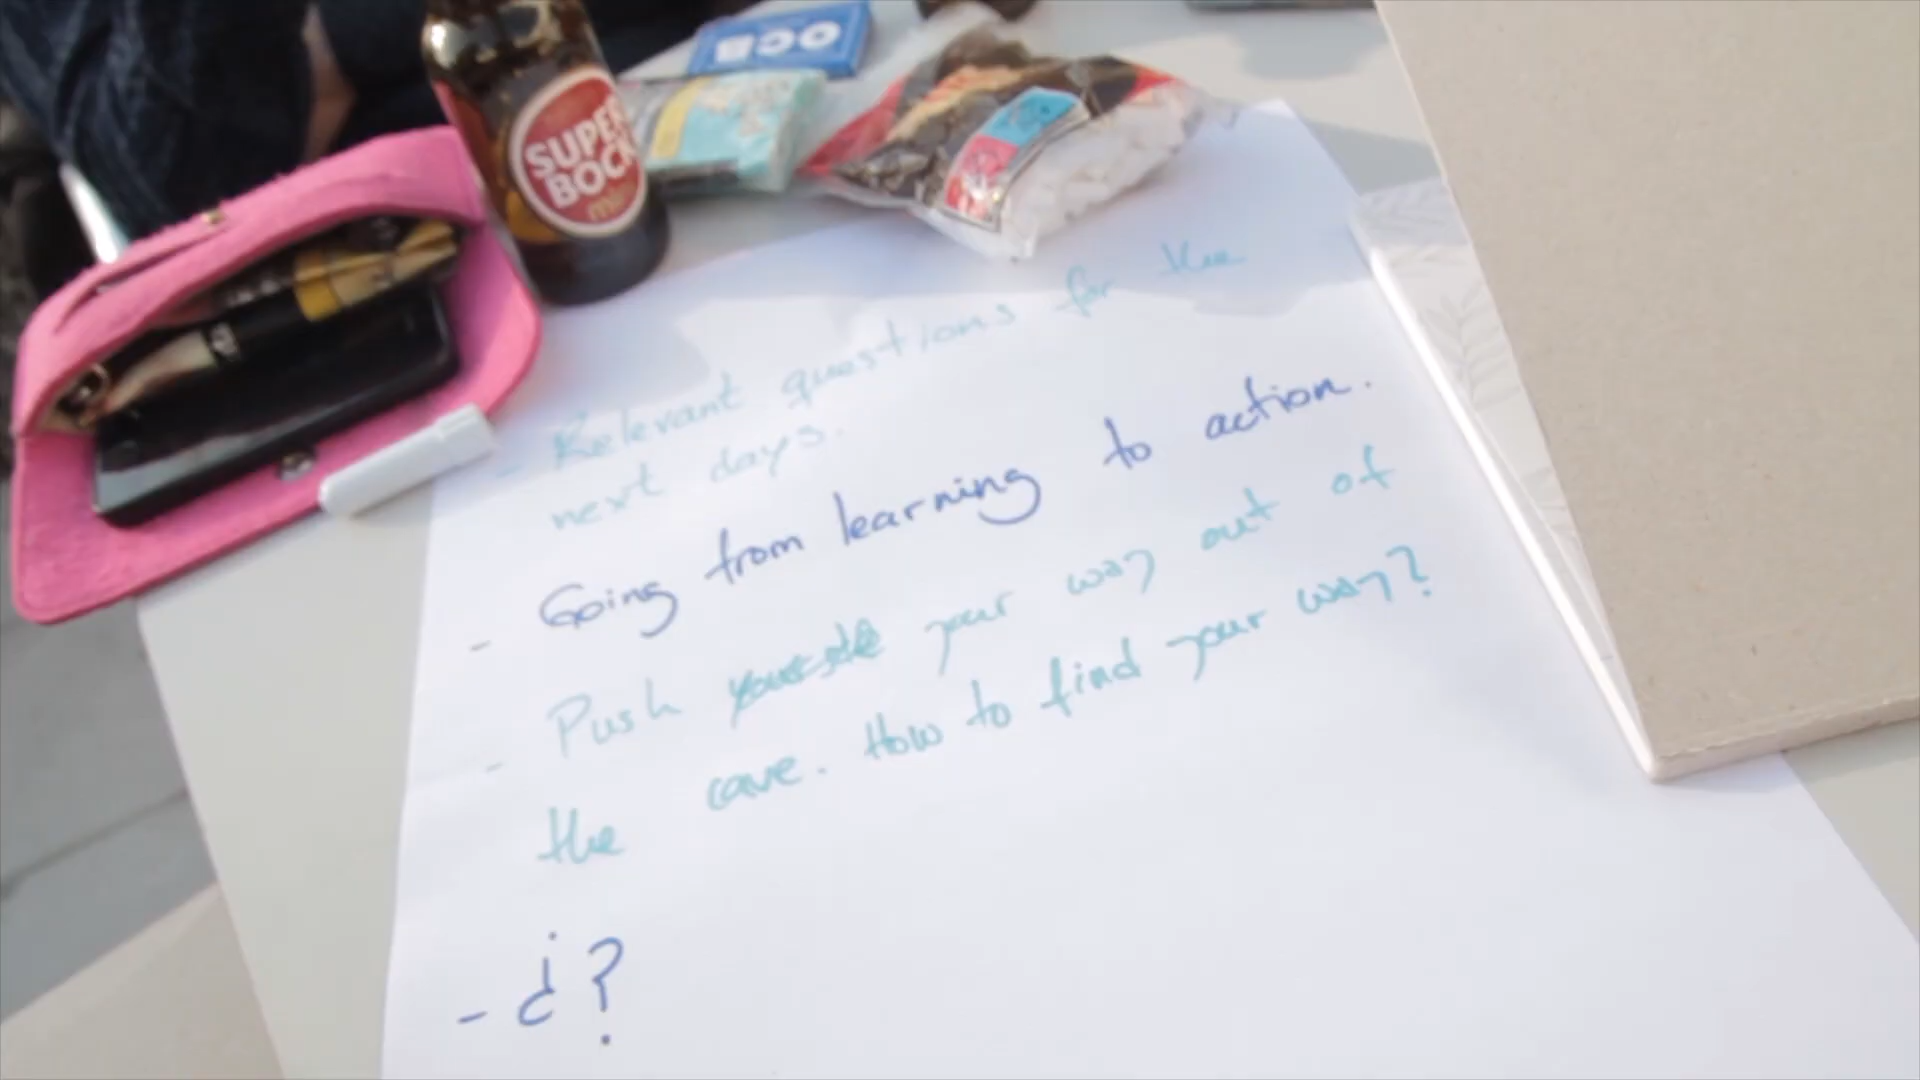 OCB
SUPER
BOCK
- Relevant questions for the
next days.
- Going from learning to action.
- Push your way out of
the cave. How to find your way?
- ¿?